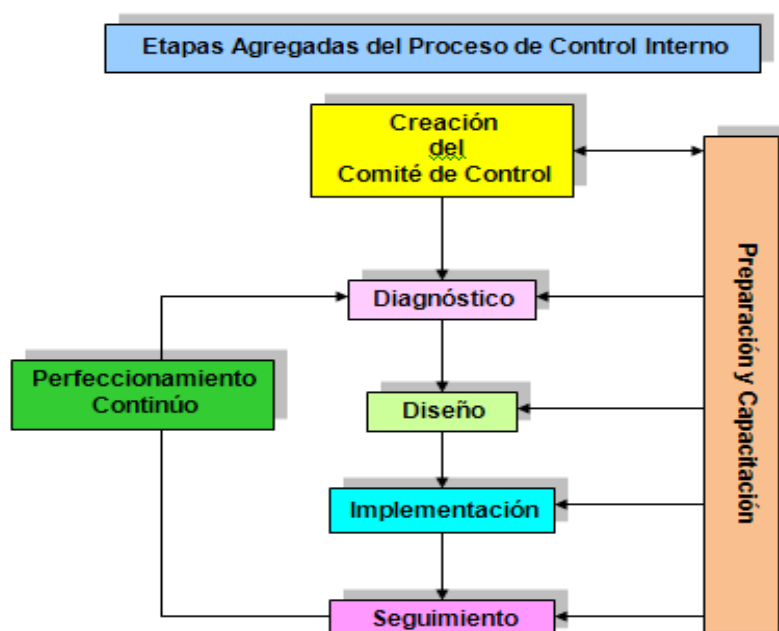 Etapas Agregadas del Proceso de Control Interno
Creación
del
Comité de Control
Diagnóstico
Perfeccionamiento
Continúo
Diseño
Implementación
Seguimiento
Preparación y Capacitación